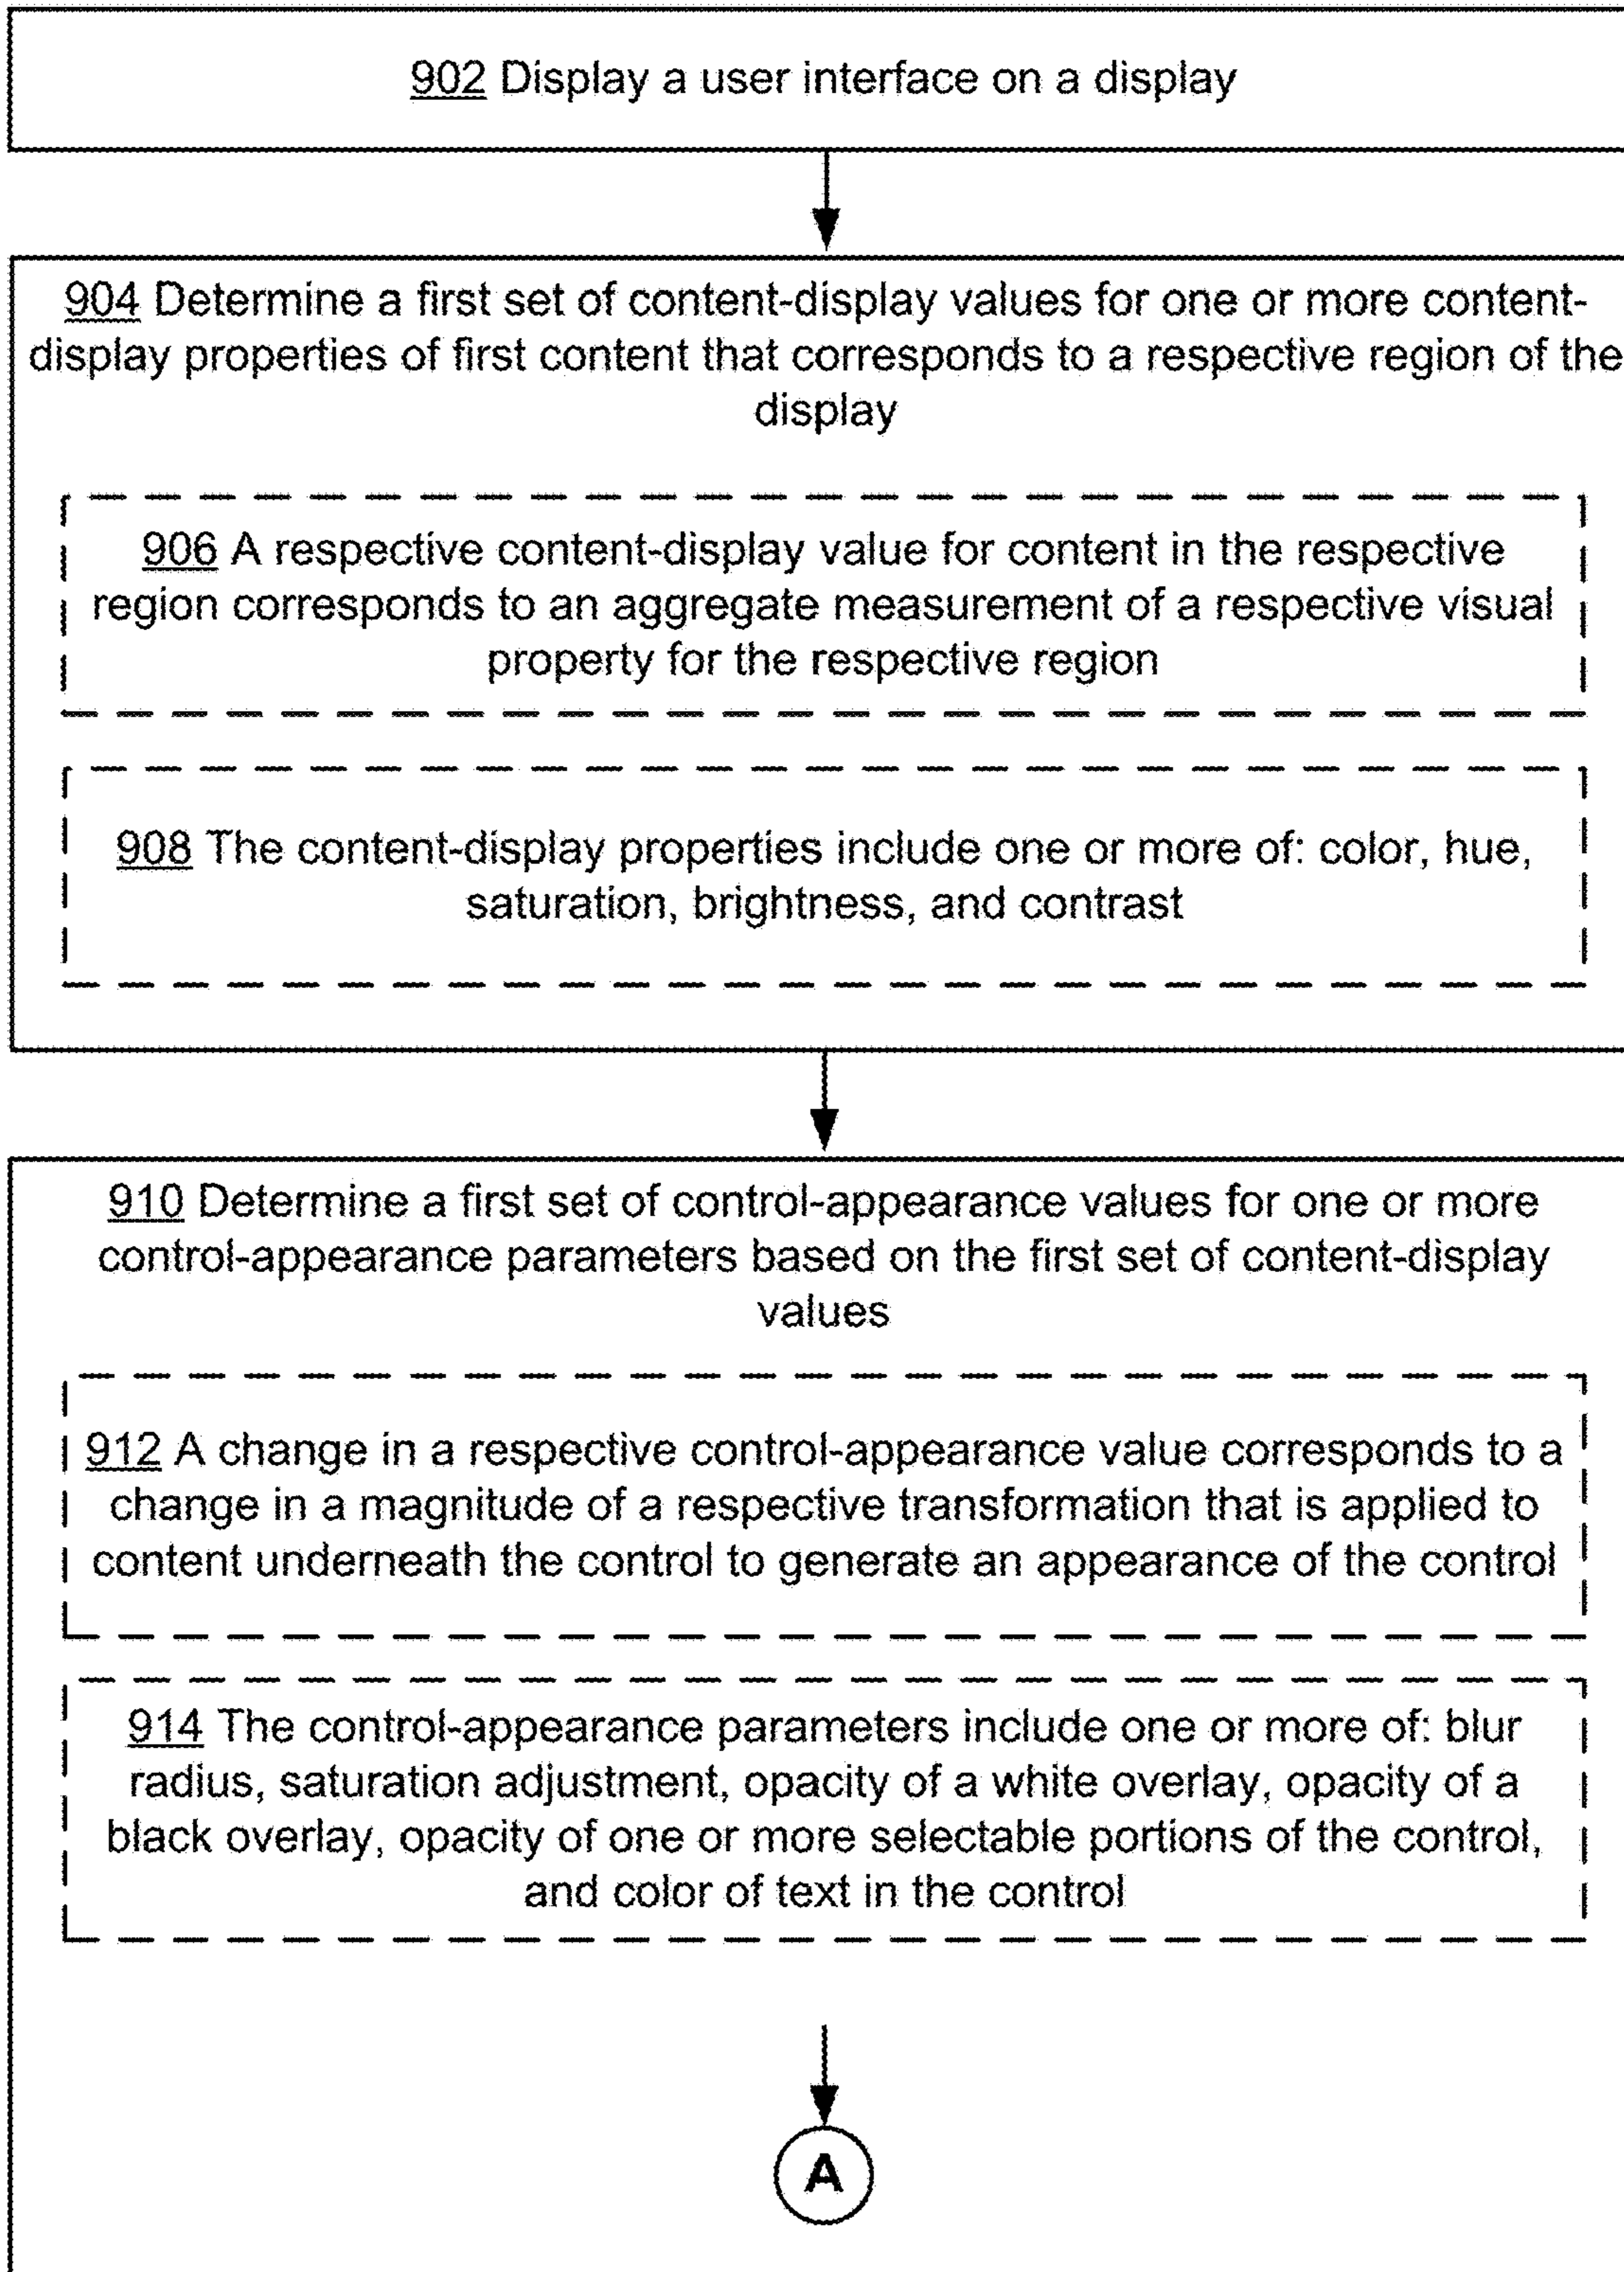 902 Display a user interface on a display
904 Determine a first set of content-display values for one or more content-
display properties of first content that corresponds to a respective region of the
display
906 A respective content-display value for content in the respective
region corresponds to an aggregate measurement of a respective visual
property for the respective region
908 The content-display properties include one or more of: color, hue,
saturation, brightness, and contrast
910 Determine a first set of control-appearance values for one or more
control-appearance parameters based on the first set of content-display
values
912 A change in a respective control-appearance value corresponds to a
change in a magnitude of a respective transformation that is applied to
content underneath the control to generate an appearance of the control
914 The control-appearance parameters include one or more of: blur
radius, saturation adjustment, opacity of a white overlay, opacity of a
black overlay, opacity of one or more selectable portions of the control,
and color of text in the control
A